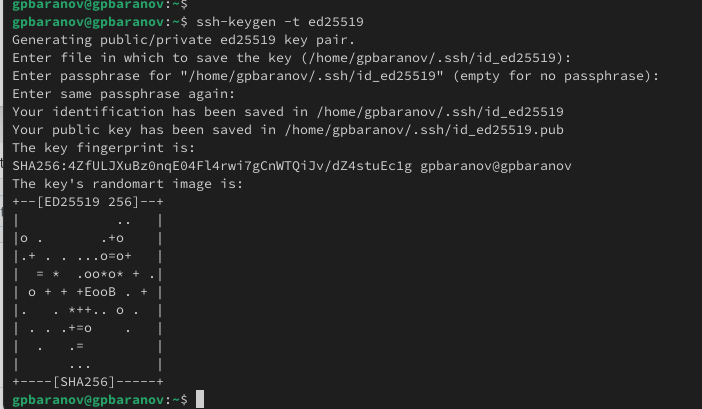 gpbaranov@gpbaranov:~$
gpbaranov@gpbaranov:~$ ssh-keygen -t ed25519
Generating public/private ed25519 key pair.
Enter file in which to save the key (/home/gpbaranov/.ssh/id_ed25519):
Enter passphrase for "/home/gpbaranov/.ssh/id_ed25519" (empty for no passphrase):
Enter same passphrase again:
Your identification has been saved in /home/gpbaranov/.ssh/id_ed25519
Your public key has been saved in /home/gpbaranov/.ssh/id_ed25519.pub
The key fingerprint is:
SHA256:4ZfULJXuBz0nqE04Fl4rwi7gCnWTQiJv/dZ4stuEc1g gpbaranov@gpbaranov
The key's randomart image is:
+--[ED25519 256]--+
|            ..   |
|o .       .+o    |
|.+ . . ...o=o+   |
|  = *  .oo*o* + .|
| o + + +EooB . + |
|.   . *++.. o .  |
| . . .+=o    .   |
|  .   .=         |
|      ...        |
+----[SHA256]-----+
gpbaranov@gpbaranov:~$